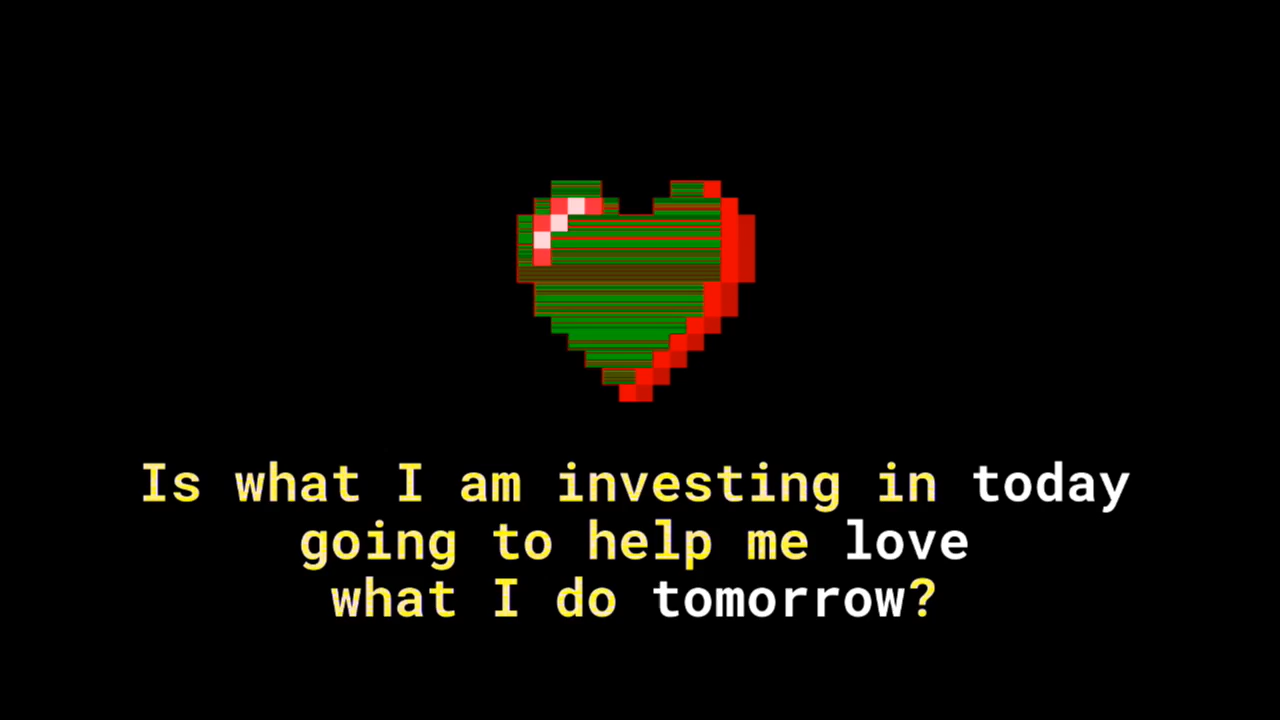 Is what I am investing in today
going to help me love
what I do tomorrow?